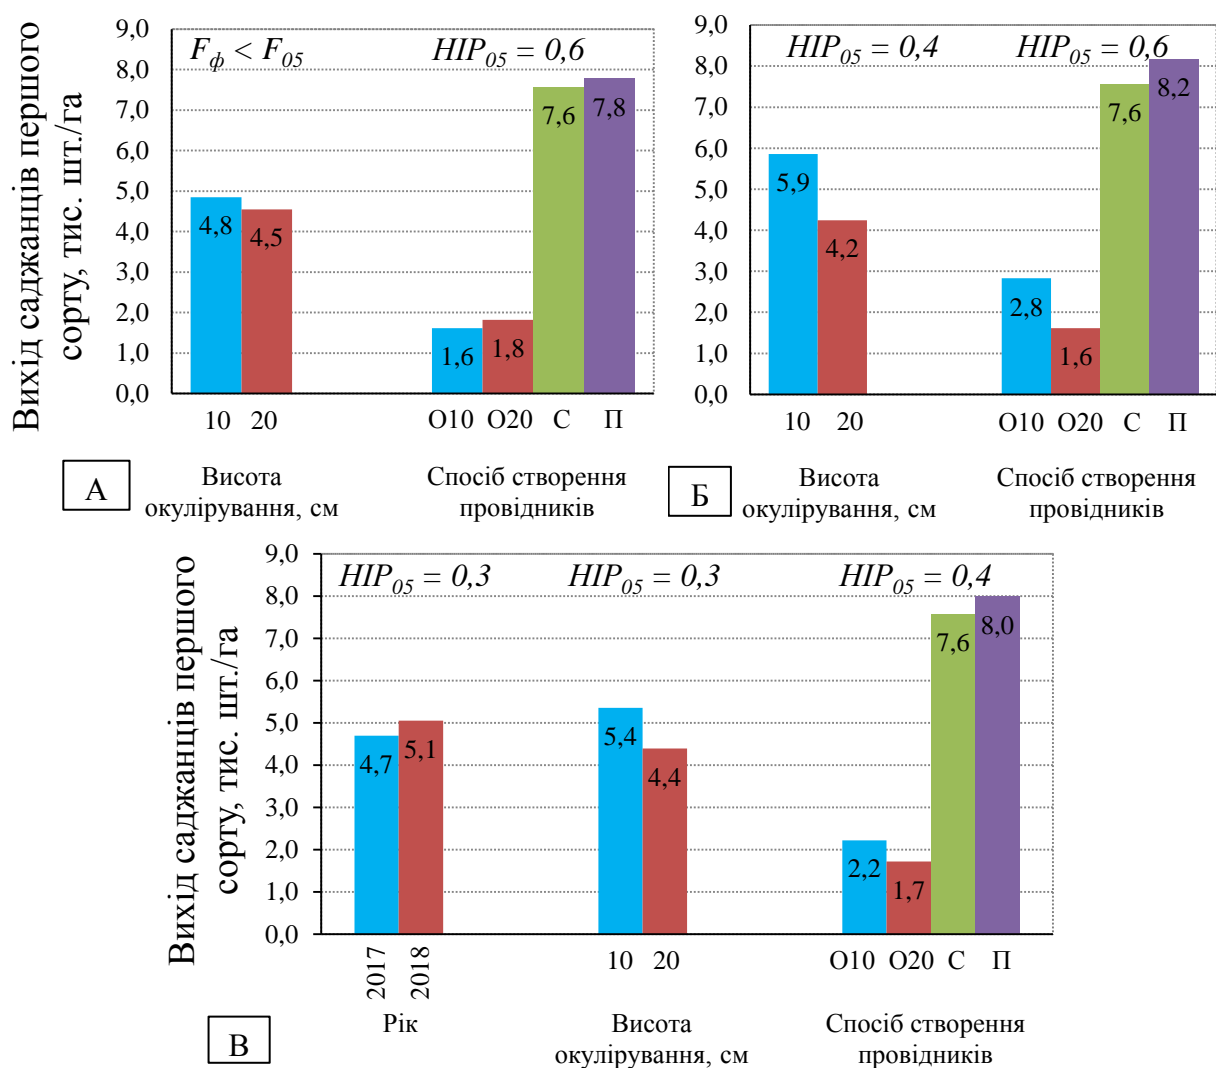 Вихід саджанців першого
сорту, тис. шт./га
9,0
8,0
7,0
6,0
5,0
4,0
3,0
2,0
1,0
0,0
F_ф < F_05
НІР_05 = 0,6
4,8
4,5
1,6
1,8
7,6
7,8
10 20
О10 О20 С П
А
Висота
окулірування, см
Спосіб створення
провідників
9,0
8,0
7,0
6,0
5,0
4,0
3,0
2,0
1,0
0,0
НІР_05 = 0,4
НІР_05 = 0,6
5,9
4,2
2,8
1,6
7,6
8,2
10 20
О10 О20 С П
Б
Висота
окулірування, см
Спосіб створення
провідників
Вихід саджанців першого
сорту, тис. шт./га
9,0
8,0
7,0
6,0
5,0
4,0
3,0
2,0
1,0
0,0
НІР_05 = 0,3
НІР_05 = 0,3
НІР_05 = 0,4
4,7
5,1
5,4
4,4
2,2
1,7
7,6
8,0
2017
2018
10 20
О10 О20 С П
В
Рік
Висота
окулірування, см
Спосіб створення
провідників